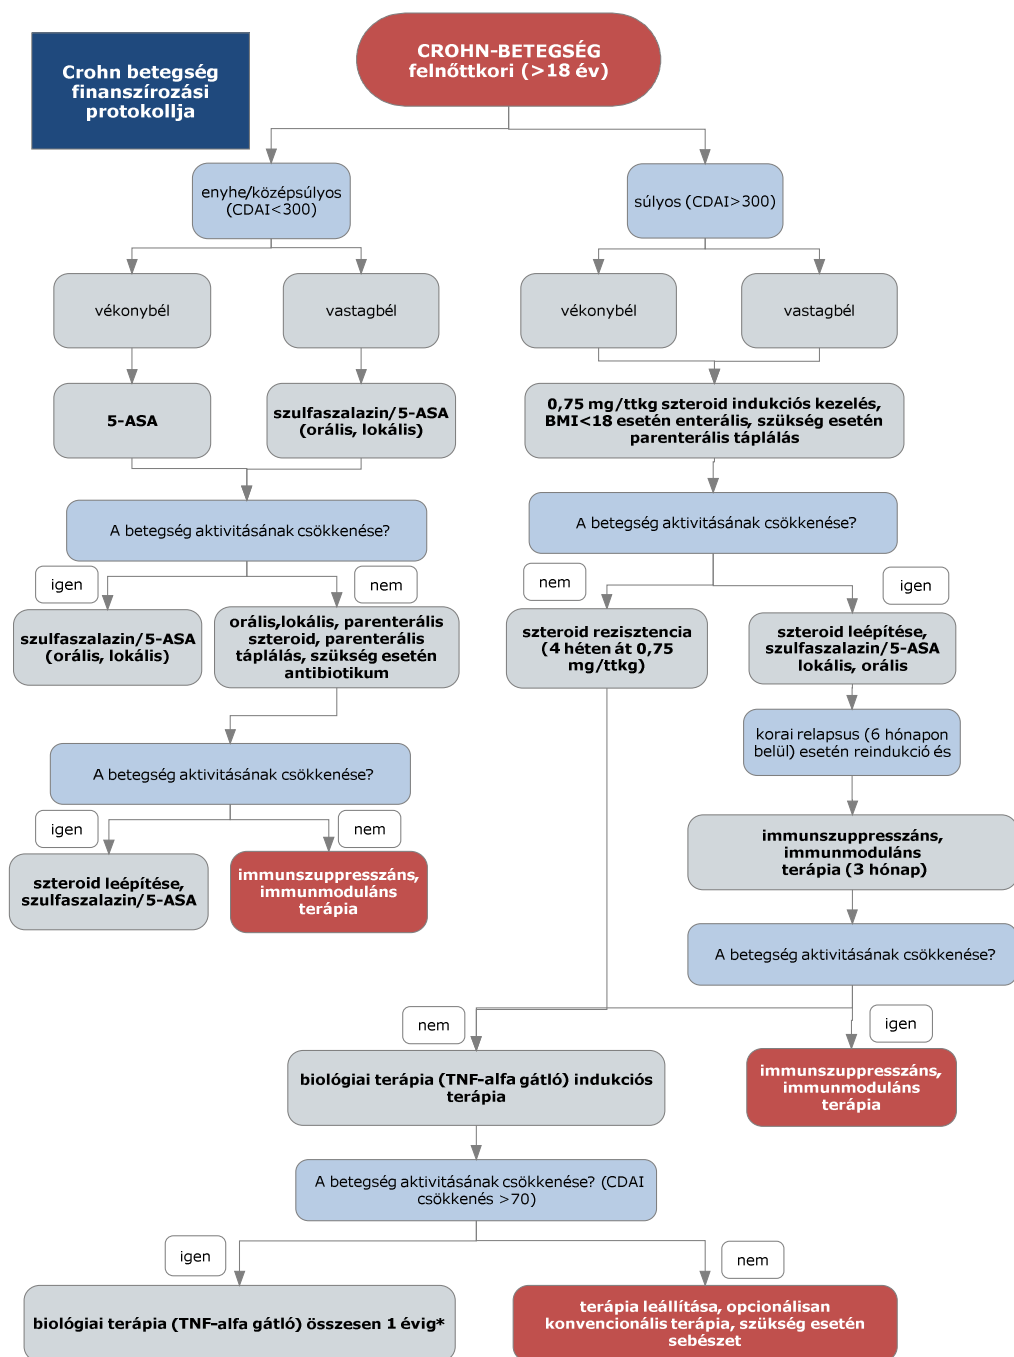 Crohn betegség
finanszírozási
protokollja
CROHN-BETEGSÉG
felnőttkori (>18 év)
enyhe/középsúlyos
(CDAI<300)
súlyos (CDAI>300)
vékonybél
vastagbél
vékonybél
vastagbél
5-ASA
szulfaszalazin/5-ASA
(orális, lokális)
0,75 mg/ttkg szteroid indukciós kezelés,
BMI<18 esetén enterális, szükség esetén
parenterális táplálás
A betegség aktivitásának csökkenése?
A betegség aktivitásának csökkenése?
igen
nem
nem
igen
szulfaszalazin/5-ASA
(orális, lokális)
orális,lokális, parenterális
szteroid, parenterális
táplálás, szükség esetén
antibiotikum
szteroid rezisztencia
(4 héten át 0,75
mg/ttkg)
szteroid leépítése,
szulfaszalazin/5-ASA
lokális, orális
korai relapsus (6 hónapon
belül) esetén reindukció és
A betegség aktivitásának csökkenése?
igen
nem
immunszuppresszáns,
immunmoduláns
terápia (3 hónap)
szteroid leépítése,
szulfaszalazin/5-ASA
immunszuppresszáns,
immunmoduláns
terápia
A betegség aktivitásának csökkenése?
nem
igen
biológiai terápia (TNF-alfa gátló) indukciós
terápia
immunszuppresszáns,
immunmoduláns
terápia
A betegség aktivitásának csökkenése? (CDAI
csökkenés >70)
igen
nem
biológiai terápia (TNF-alfa gátló) összesen 1 évig*
terápia leállítása, opcionálisan
konvencionális terápia, szükség esetén
sebészet